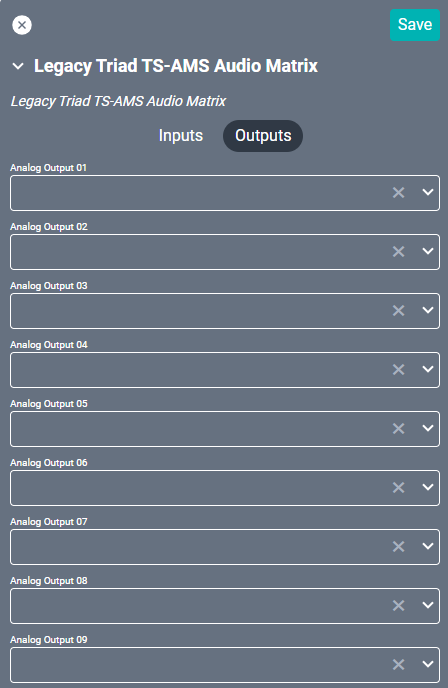 Save
Legacy Triad TS-AMS Audio Matrix
Legacy Triad TS-AMS Audio Matrix
Inputs Outputs
Analog Output 01
Analog Output 02
Analog Output 03
Analog Output 04
Analog Output 05
Analog Output 06
Analog Output 07
Analog Output 08
Analog Output 09